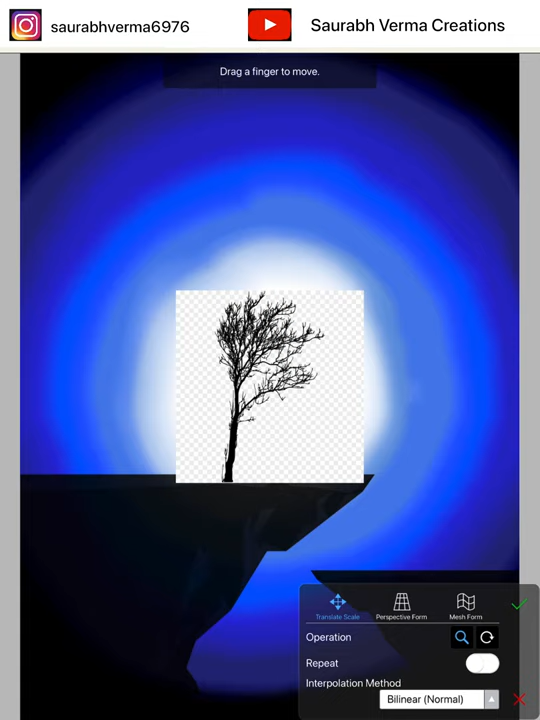 saurabhverma6976
Saurabh Verma Creations
Drag a finger to move.
Translate Scale
Perspective Form
Mesh Form
Operation
Repeat
Interpolation Method
Bilinear (Normal)